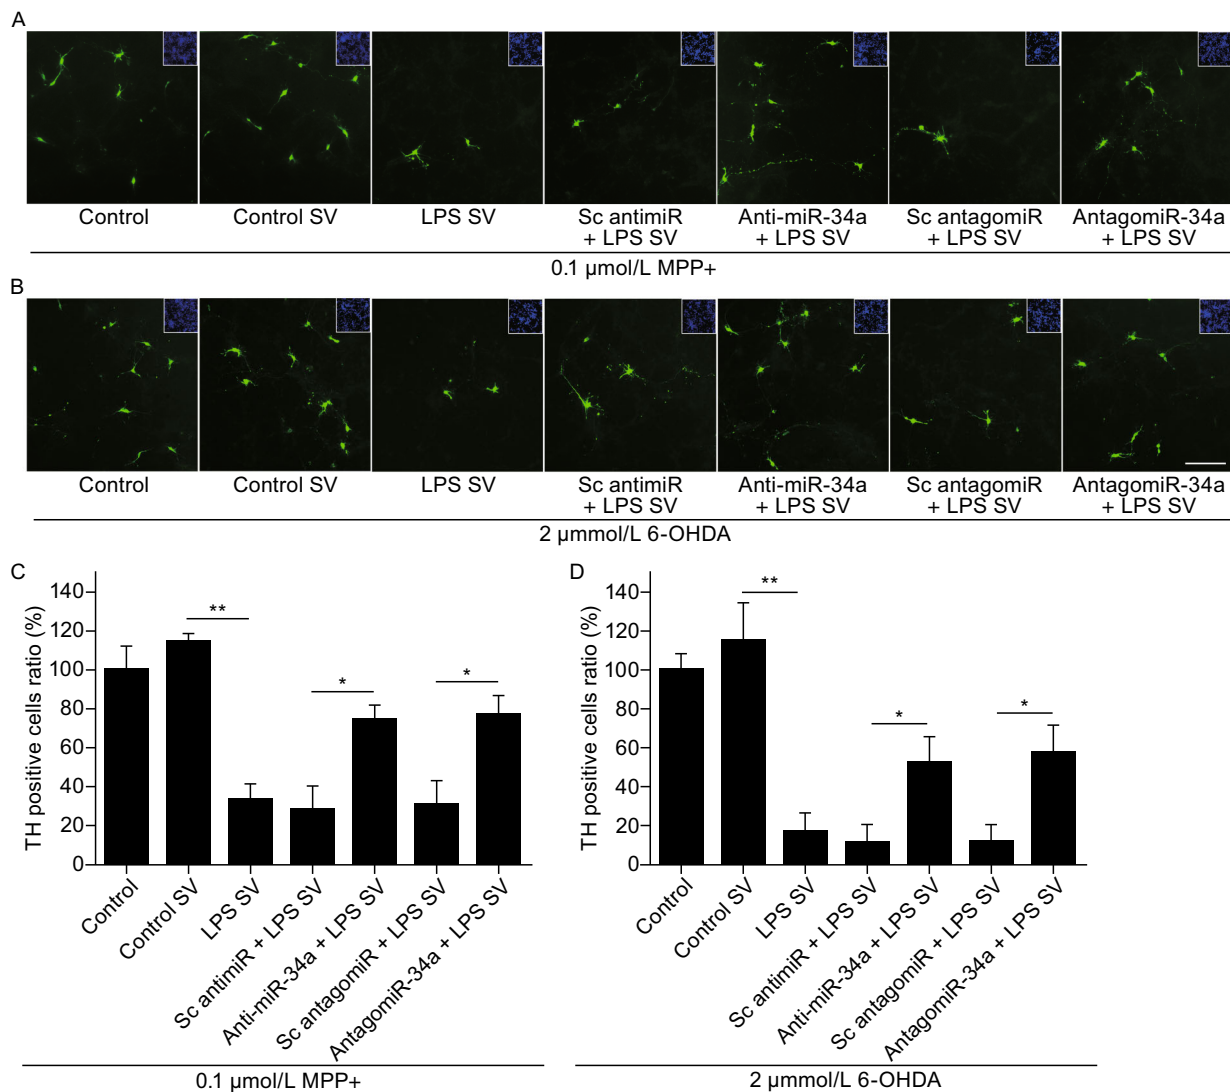 A
Control
Control SV
LPS SV
Sc antimiR
+ LPS SV
Anti-miR-34a
+ LPS SV
Sc antagomiR
+ LPS SV
AntagomiR-34a
+ LPS SV
0.1 µmol/L MPP+
B
Control
Control SV
LPS SV
Sc antimiR
+ LPS SV
Anti-miR-34a
+ LPS SV
Sc antagomiR
+ LPS SV
AntagomiR-34a
+ LPS SV
2 µmmol/L 6-OHDA
C
TH positive cells ratio (%)
140
120
100
80
60
40
20
0
**
*
*
Control
Control SV
LPS SV
Sc antimiR + LPS SV
Anti-miR-34a + LPS SV
Sc antagomiR + LPS SV
AntagomiR-34a + LPS SV
0.1 µmol/L MPP+
D
TH positive cells ratio (%)
140
120
100
80
60
40
20
0
**
*
*
Control
Control SV
LPS SV
Sc antimiR + LPS SV
Anti-miR-34a + LPS SV
Sc antagomiR + LPS SV
AntagomiR-34a + LPS SV
2 µmmol/L 6-OHDA